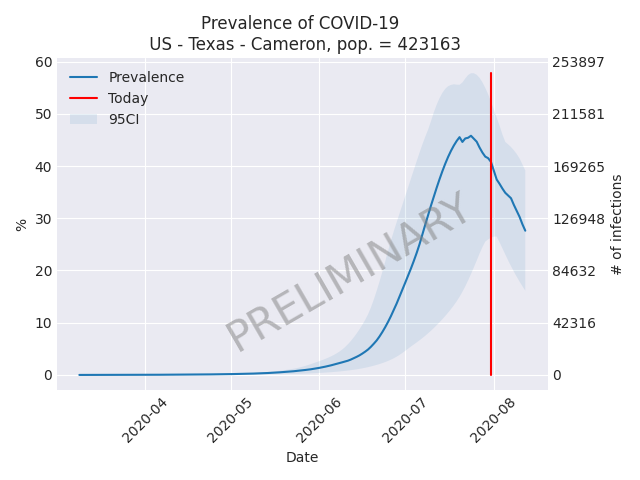 Prevalence of COVID-19
US - Texas - Cameron, pop. = 423163
Prevalence
Today
95CI
60
50
40
30
20
10
0
%
253897
211581
169265
126948
84632
42316
0
# of infections
PRELIMINARY
2020-04
2020-05
2020-06
2020-07
2020-08
Date